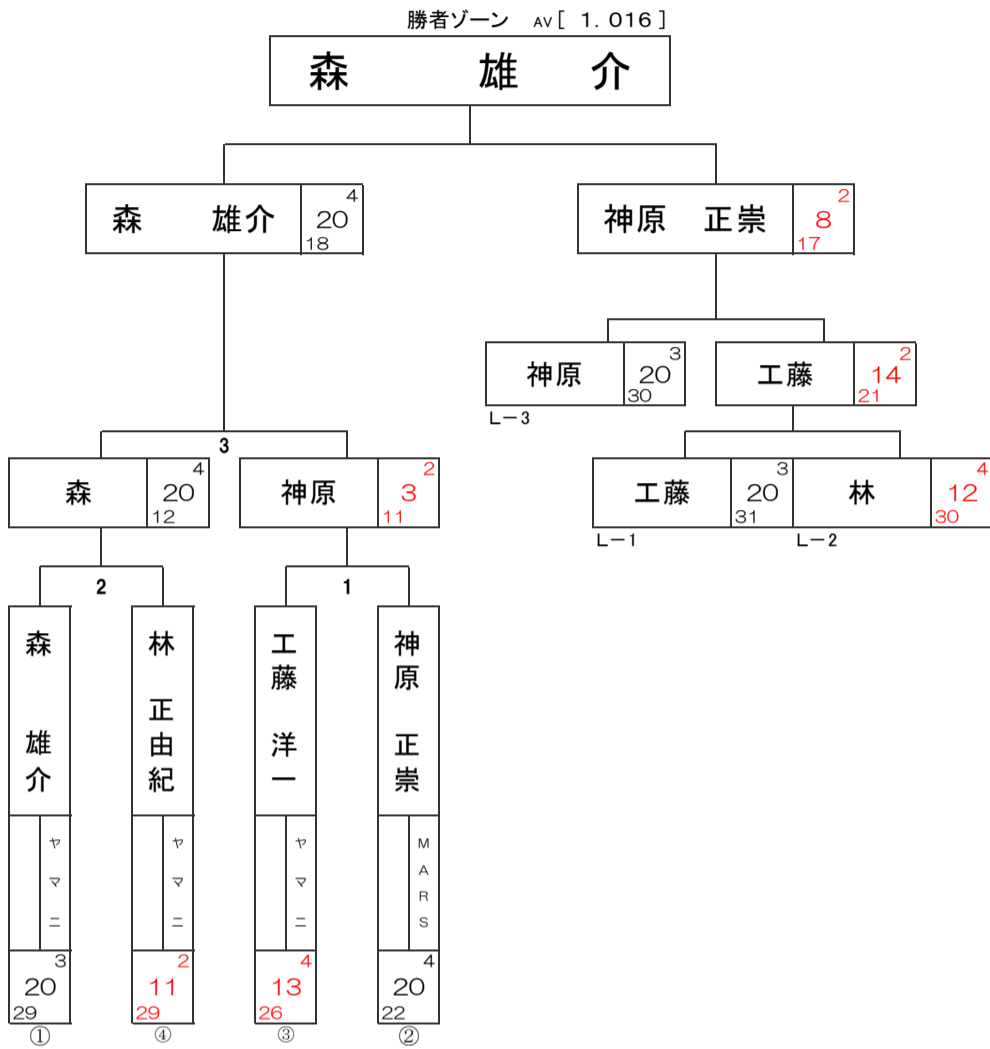 勝者ゾーン AV[ 1.016]
森 雄 介
森 雄介 4 20 18
神原 正崇 2 8 17
神原 3 20 30
工藤 2 14 21
L-3
3
森 4 20 12
神原 2 3 11
工藤 3 20 31
林 4 12 30
L-1
L-2
2
1
森 雄介
林 正由紀
工藤 洋一
神原 正崇
ヤマニ
ヤマニ
ヤマニ
MARS
3 20 29
2 11 29
4 13 26
4 20 22
① ④ ③ ②